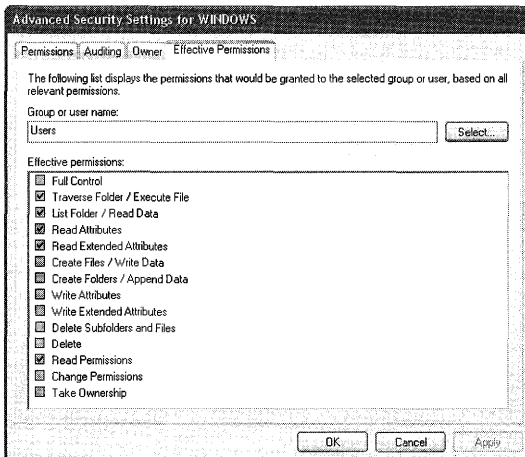 Advanced Security Settings for WINDOWS
Permissions Auditing Owner Effective Permissions
The following list displays the permissions that would be granted to the selected group or user, based on all
relevant permissions.
Group or user name:
Users
Select...
Effective permissions:
Full Control
Traverse Folder / Execute File
List Folder / Read Data
Read Attributes
Read Extended Attributes
Create Files / Write Data
Create Folders / Append Data
Write Attributes
Write Extended Attributes
Delete Subfolders and Files
Delete
Read Permissions
Change Permissions
Take Ownership
OK Cancel Apply